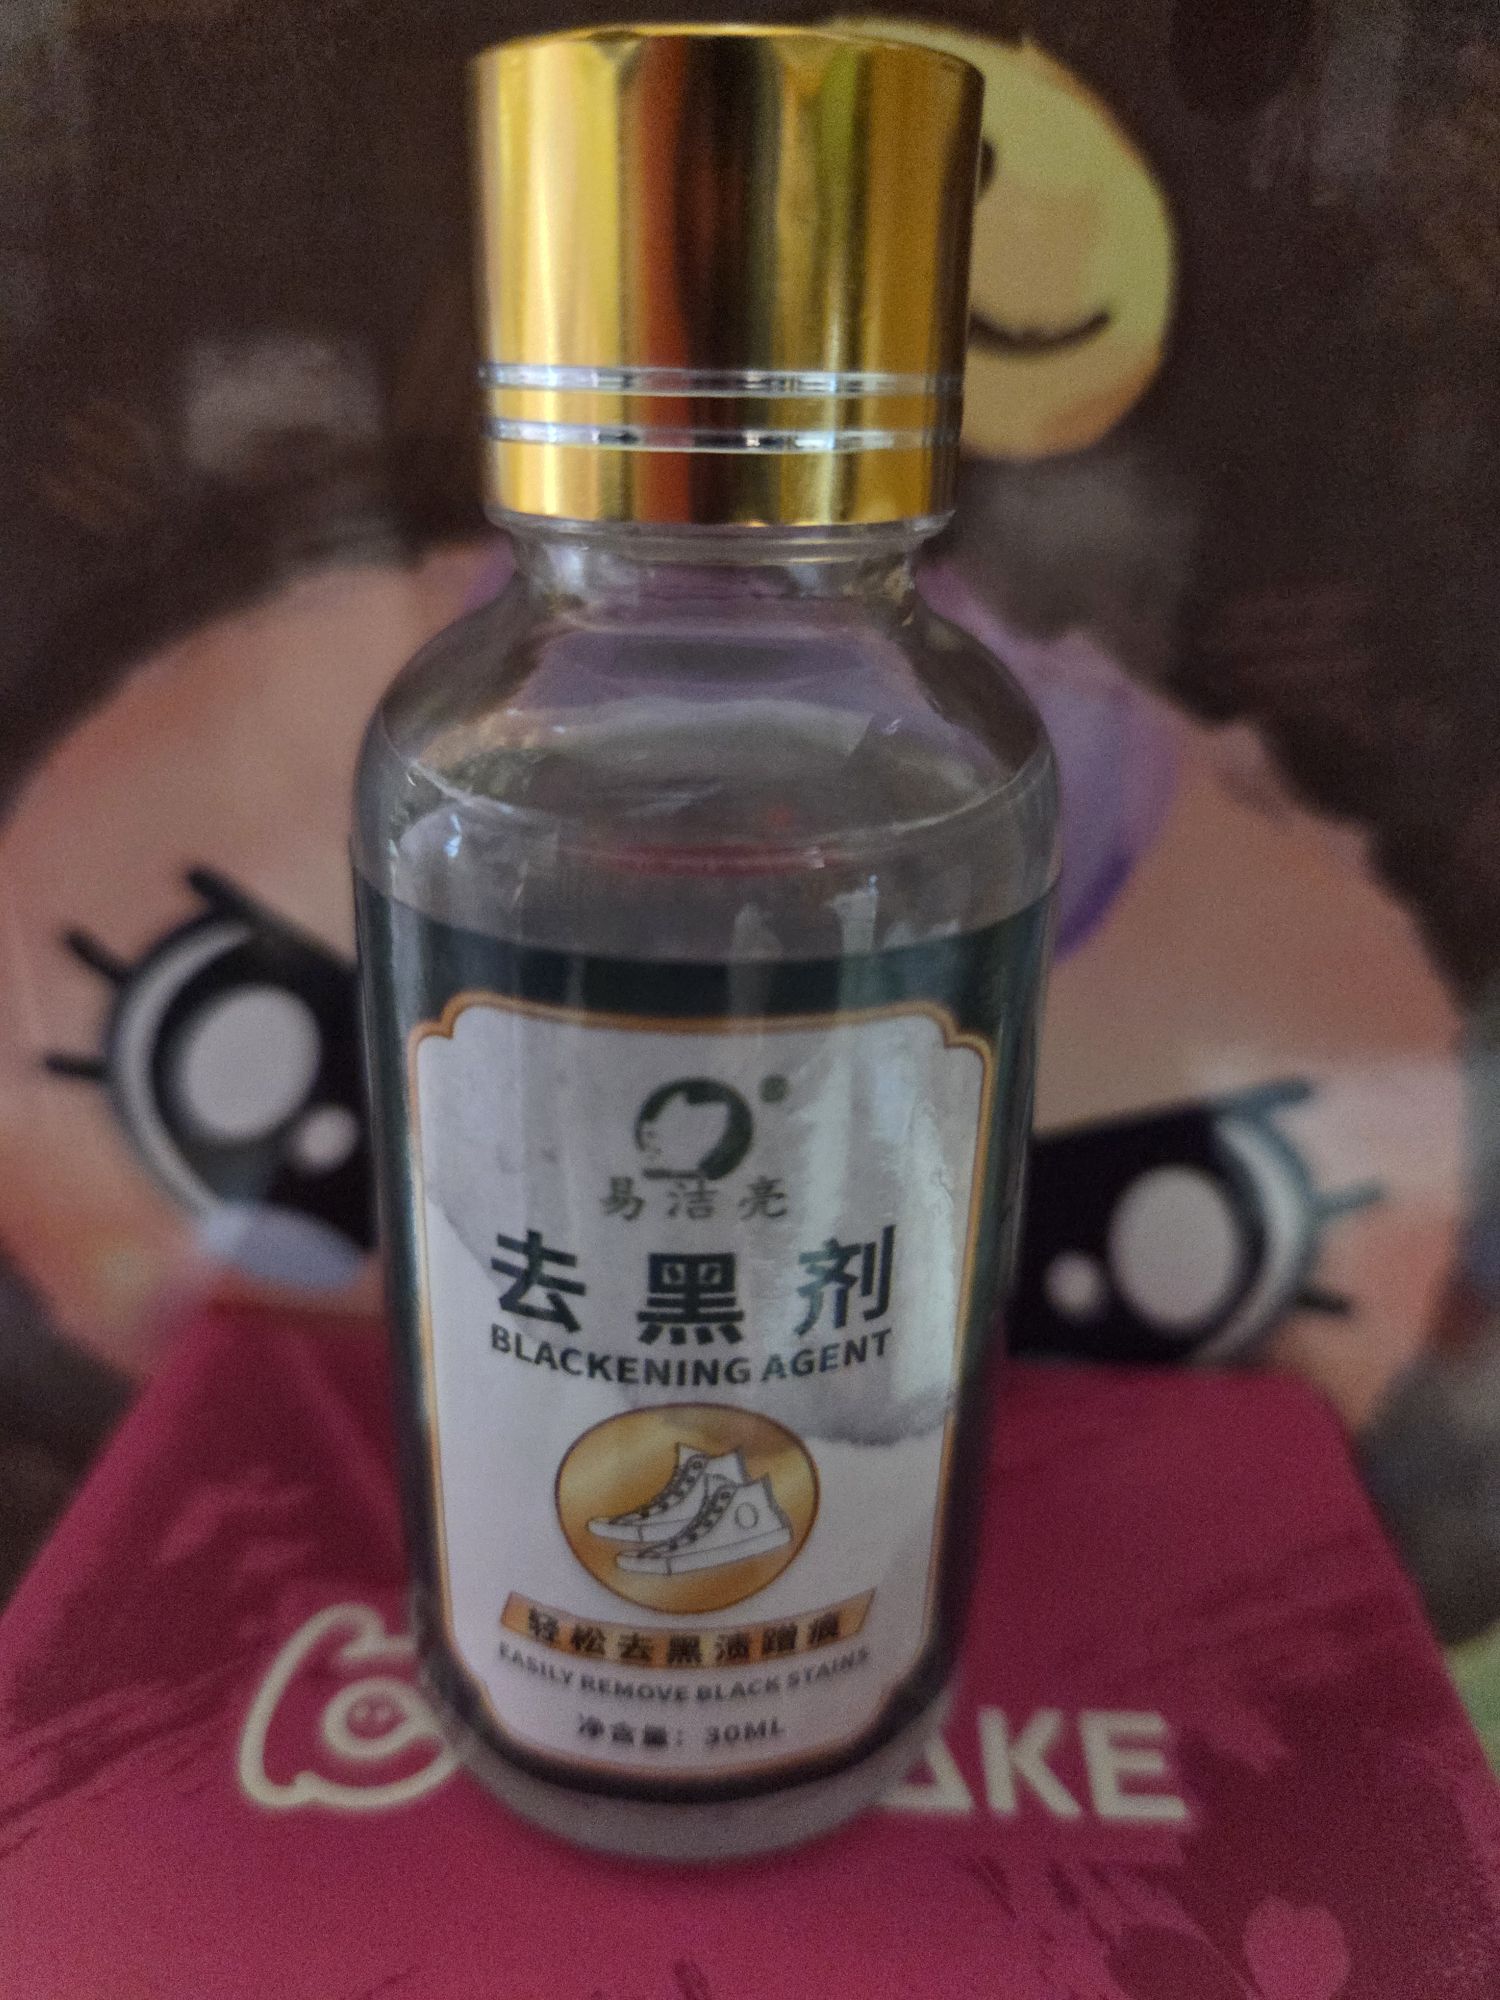 ®
易洁亮
去黑剂
BLACKENING AGENT
轻松去黑渍蹭痕
EASILY REMOVE BLACK STAINS
净含量：30ML
AKE